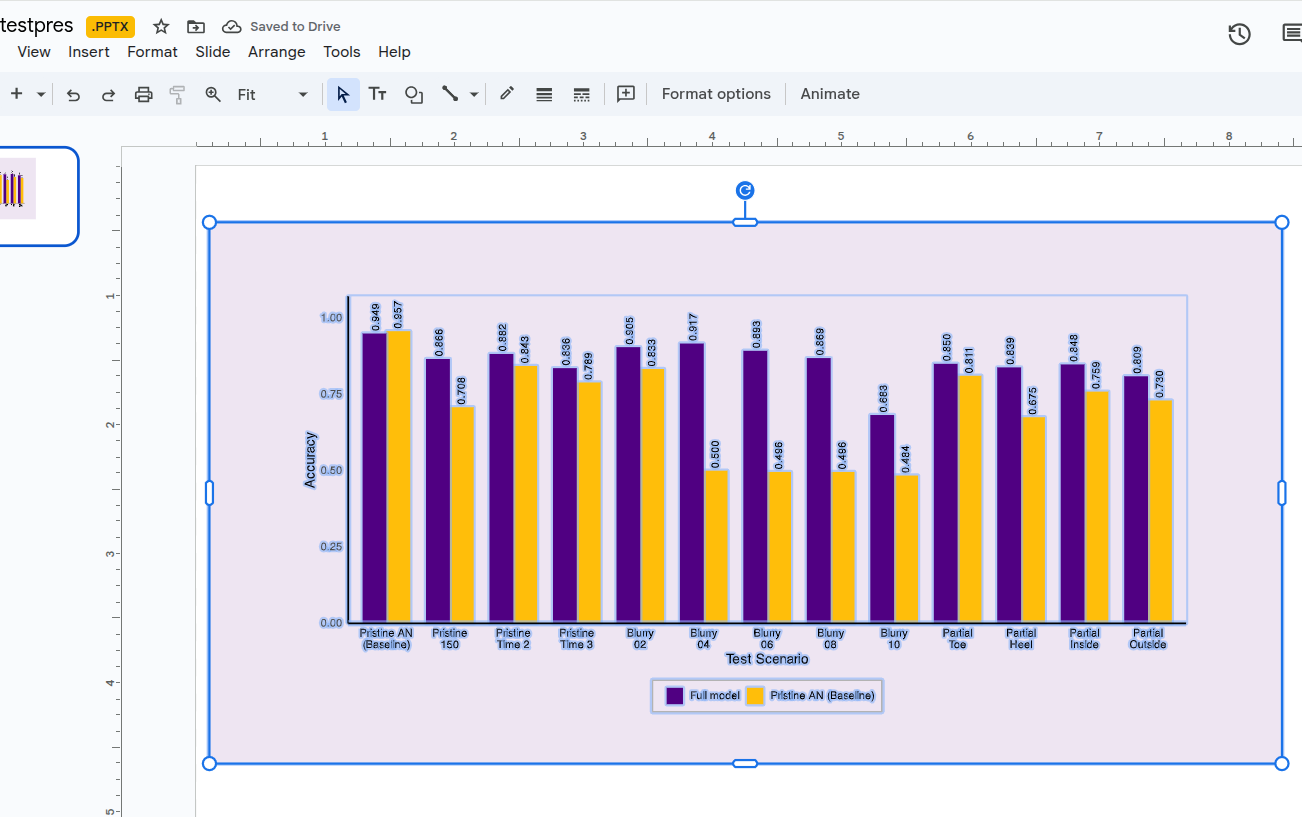 testpres .PPTX Saved to Drive
View Insert Format Slide Arrange Tools Help
Fit Tт Format options Animate
1 2 3 4 5 6 7 8
1
2
3
4
5
1.00
0.75
0.50
0.25
0.00
Accuracy
0.949 0.957 0.866 0.708 0.882 0.843 0.836 0.789 0.905 0.833 0.917 0.500 0.893 0.496 0.869 0.496 0.683 0.484 0.850 0.811 0.839 0.675 0.848 0.759 0.809 0.730
Pristine AN Pristine Pristine Pristine Blurry Blurry Blurry Blurry Blurry Partial Partial Partial Partial
(Baseline) 150 Time 2 Time 3 02 04 06 08 10 Toe Heel Inside Outside
Test Scenario
Full model Pristine AN (Baseline)